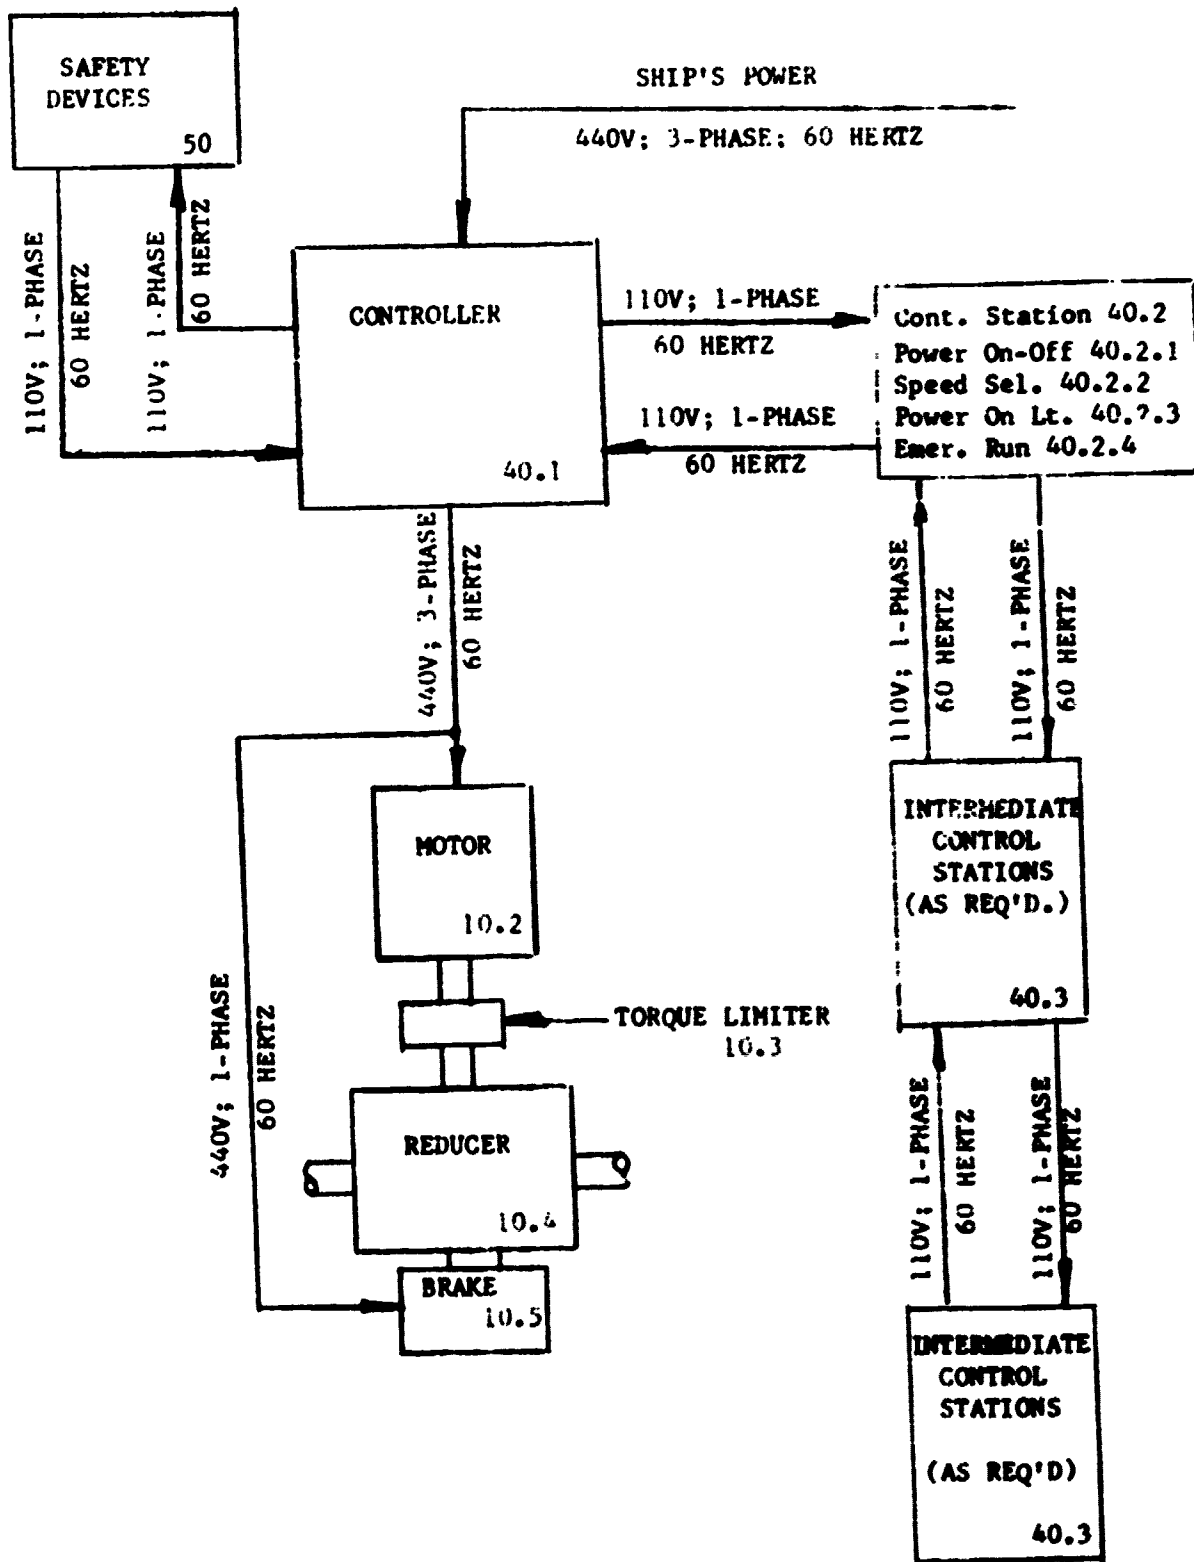 SAFETY
DEVICES
50
SHIP'S POWER
440V; 3-PHASE; 60 HERTZ
110V; 1-PHASE
60 HERTZ
110V; 1-PHASE
60 HERTZ
CONTROLLER
40.1
110V; 1-PHASE
60 HERTZ
110V; 1-PHASE
60 HERTZ
Cont. Station 40.2
Power On-Off 40.2.1
Speed Sel. 40.2.2
Power On Lt. 40.?.3
Emer. Run 40.2.4
440V; 3-PHASE
60 HERTZ
110V; 1-PHASE
60 HERTZ
110V; 1-PHASE
60 HERTZ
MOTOR
10.2
INTERMEDIATE
CONTROL
STATIONS
(AS REQ'D.)
40.3
440V; 1-PHASE
60 HERTZ
TORQUE LIMITER
10.3
REDUCER
10.4
BRAKE
10.5
110V; 1-PHASE
60 HERTZ
110V; 1-PHASE
60 HERTZ
INTERMEDIATE
CONTROL
STATIONS
(AS REQ'D)
40.3